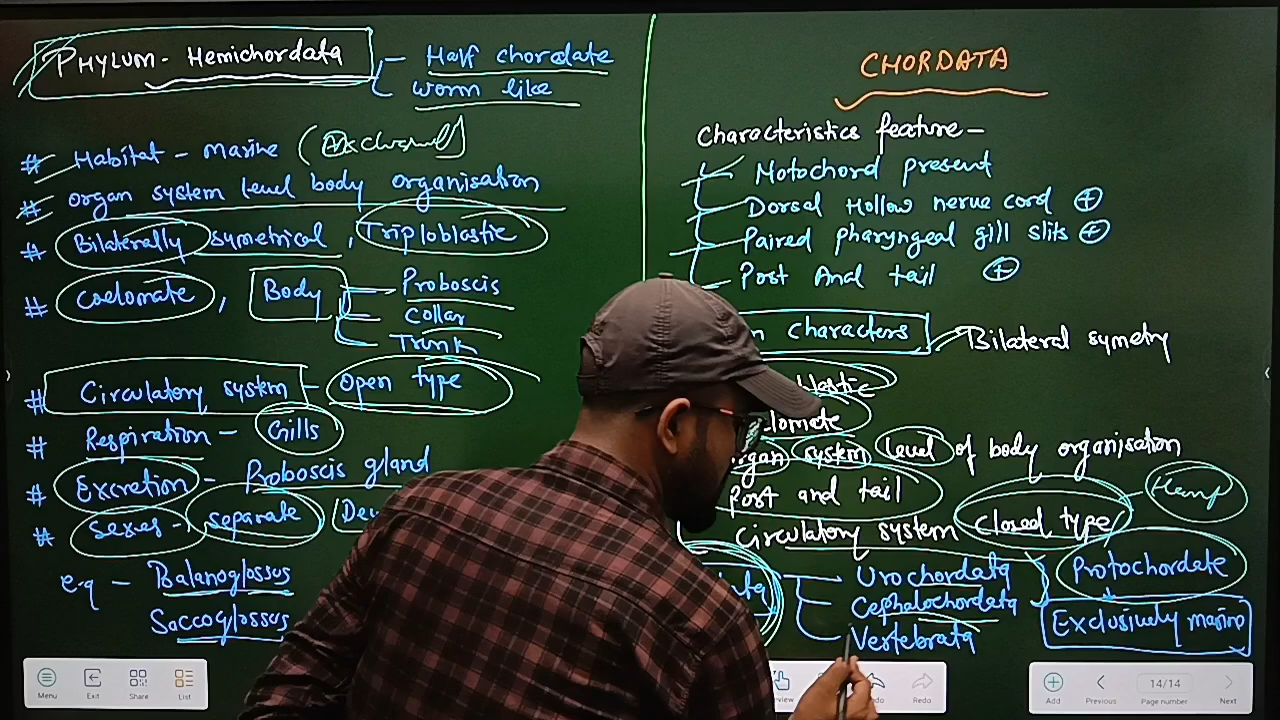 PHYLUM- Hemichordata
Half chordate
worm like
# Habitat - marine
# organ system level body organisation
# Bilaterally symetrical, Triploblastic
# Coelomate, Body
Proboscis
Collar
Trunk
# Circulatory system - open type
# Respiration - Gills
# Excretion - Proboscis gland
# Sexes - separate
e.g - Balanoglossus
Saccoglossus
CHORDATA
Characteristics feature-
Notochord present
Dorsal Hollow nerve cord +
Paired pharyngeal gill slits +
Post And tail +
characters
Bilateral symetry
system level of body organisation
Post and tail
Circulatory system closed type
Hemp
Urochordata
Cephalochordata
Vertebrata
Protochordate
Exclusively marine
Menu
Exit
Share
List
Redo
Add
Previous
14/14
Page number
Next